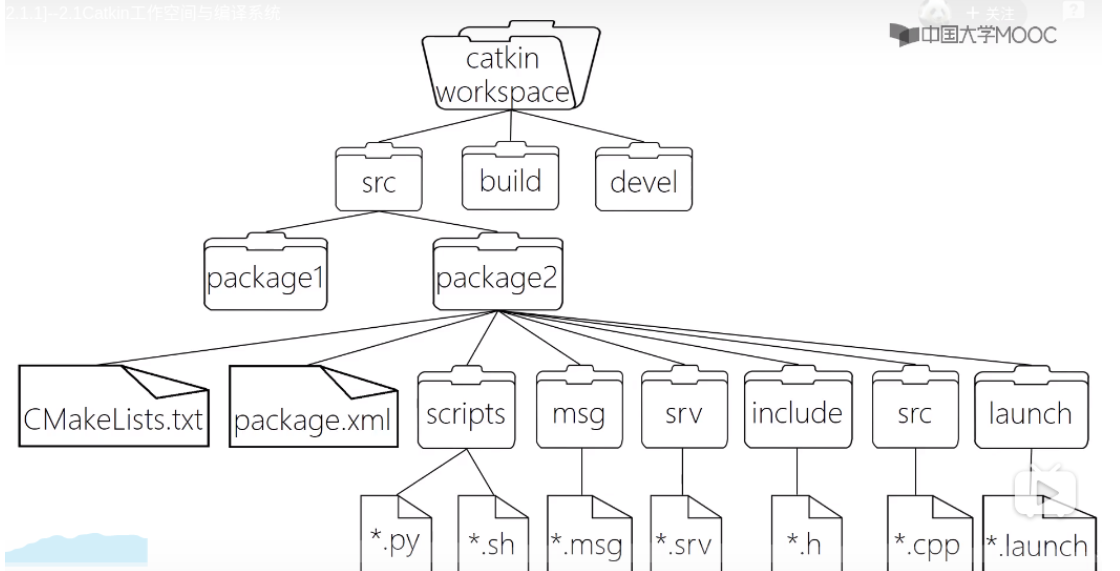 2.1.1]--2.1Catkin工作空间与编译系统
+ 关注
中国大学MOOC
catkin
workspace
src
build
devel
package1
package2
CMakeLists.txt
package.xml
scripts
msg
srv
include
src
launch
*.py
*.sh
*.msg
*.srv
*.h
*.cpp
*.launch